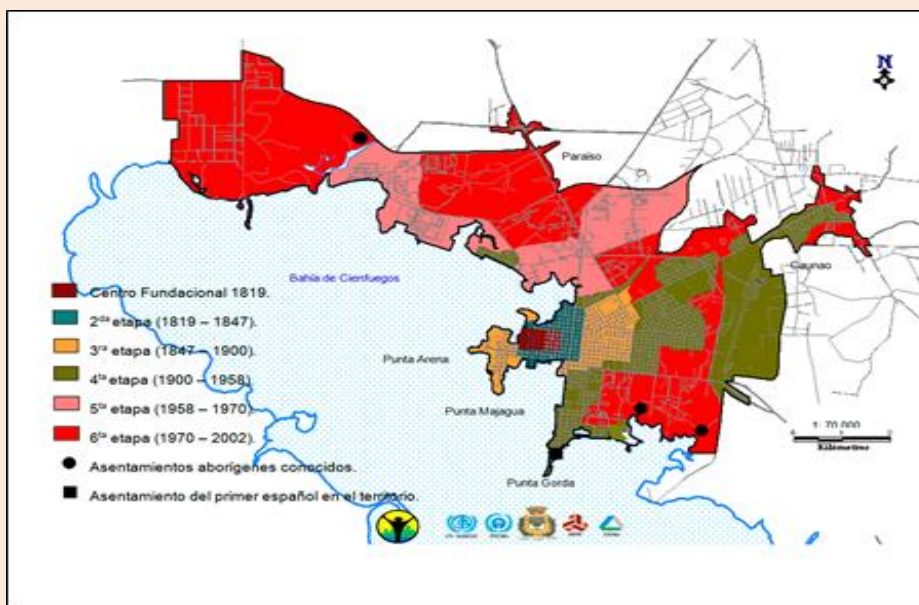 N
Paraiso
Caunao
Bahía de Cienfuegos
Centro Fundacional 1819.
2da etapa (1819 – 1847).
3ra etapa (1847 – 1900).
4ta etapa (1900 – 1958)
5ta etapa (1958 – 1970).
6ta etapa (1970 – 2002).
Asentamientos aborígenes conocidos.
Asentamiento del primer español en el territorio.
Punta Arena
Punta Majagua
Punta Gorda
1: 70 000
Kilometros